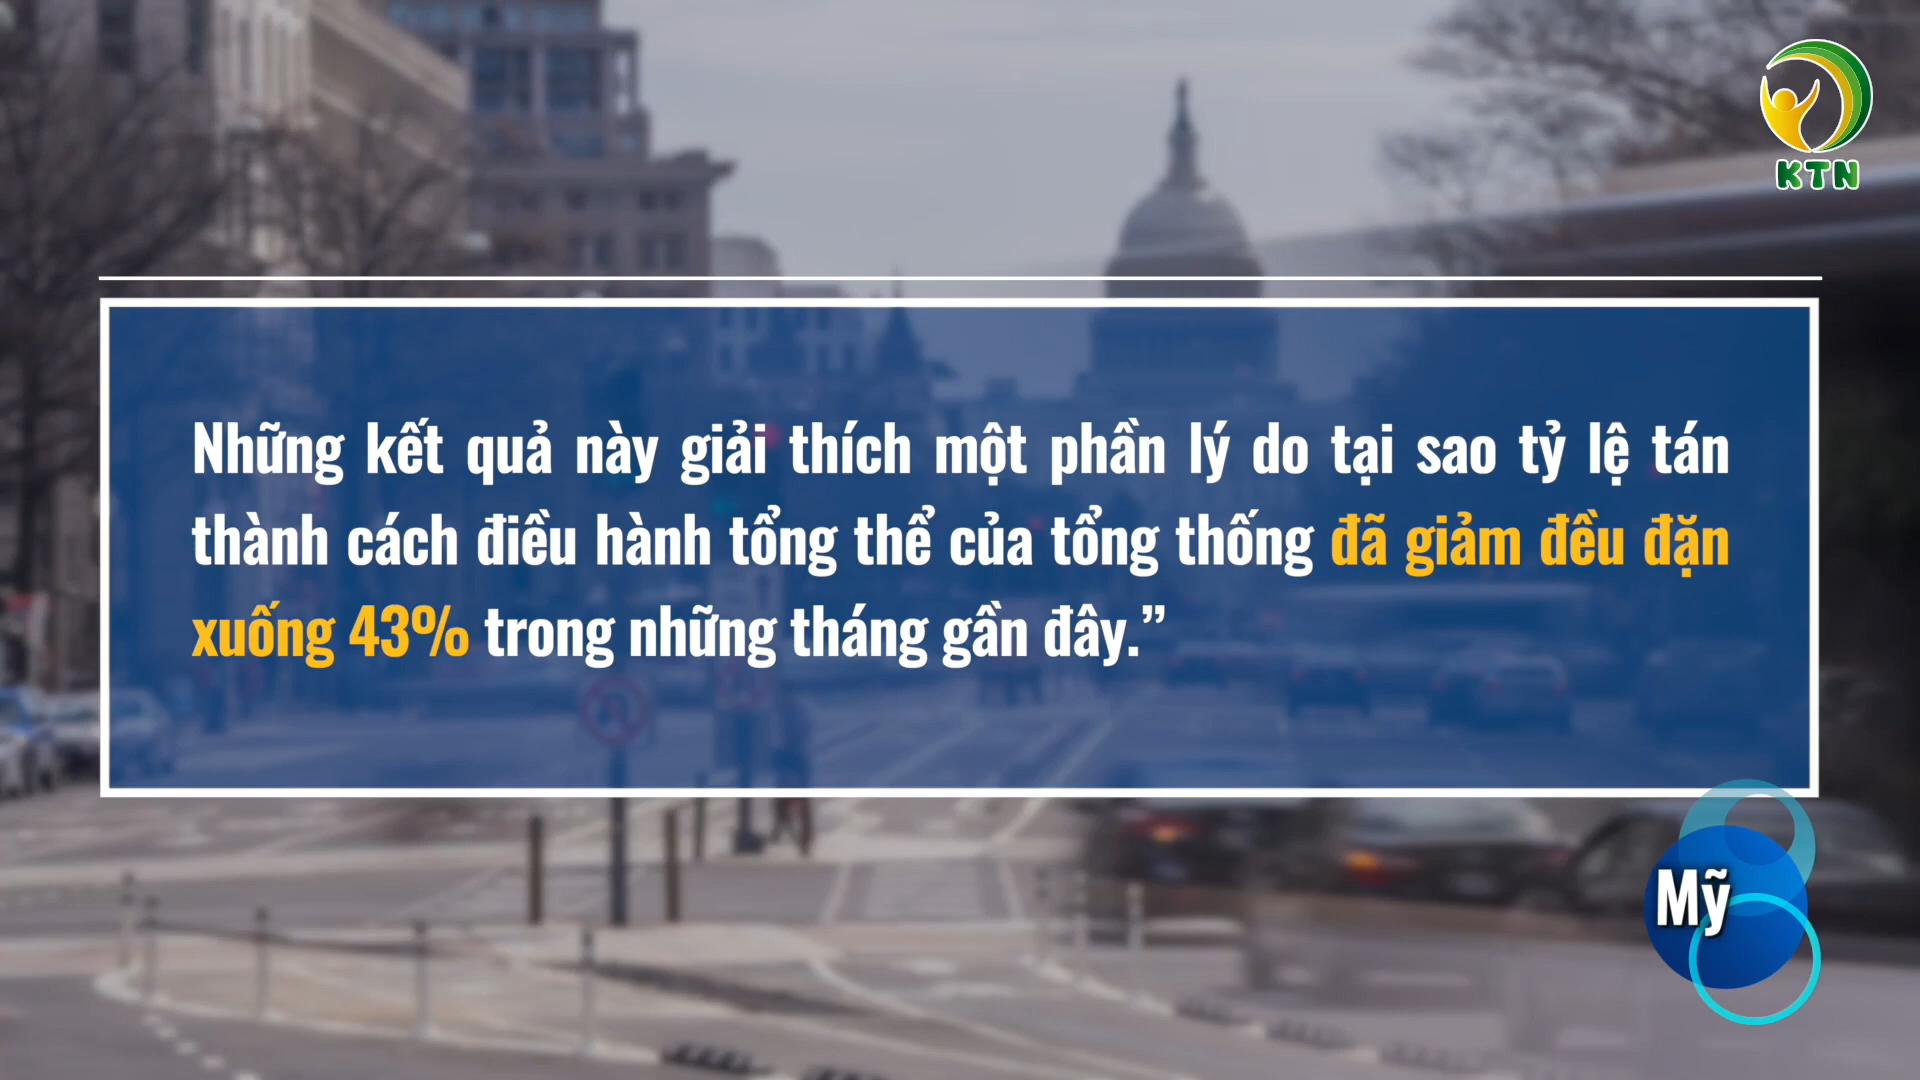 KTN
Những kết quả này giải thích một phần lý do tại sao tỷ lệ tán
thành cách điều hành tổng thể của tổng thống đã giảm đều đặn
xuống 43% trong những tháng gần đây.”
Mỹ